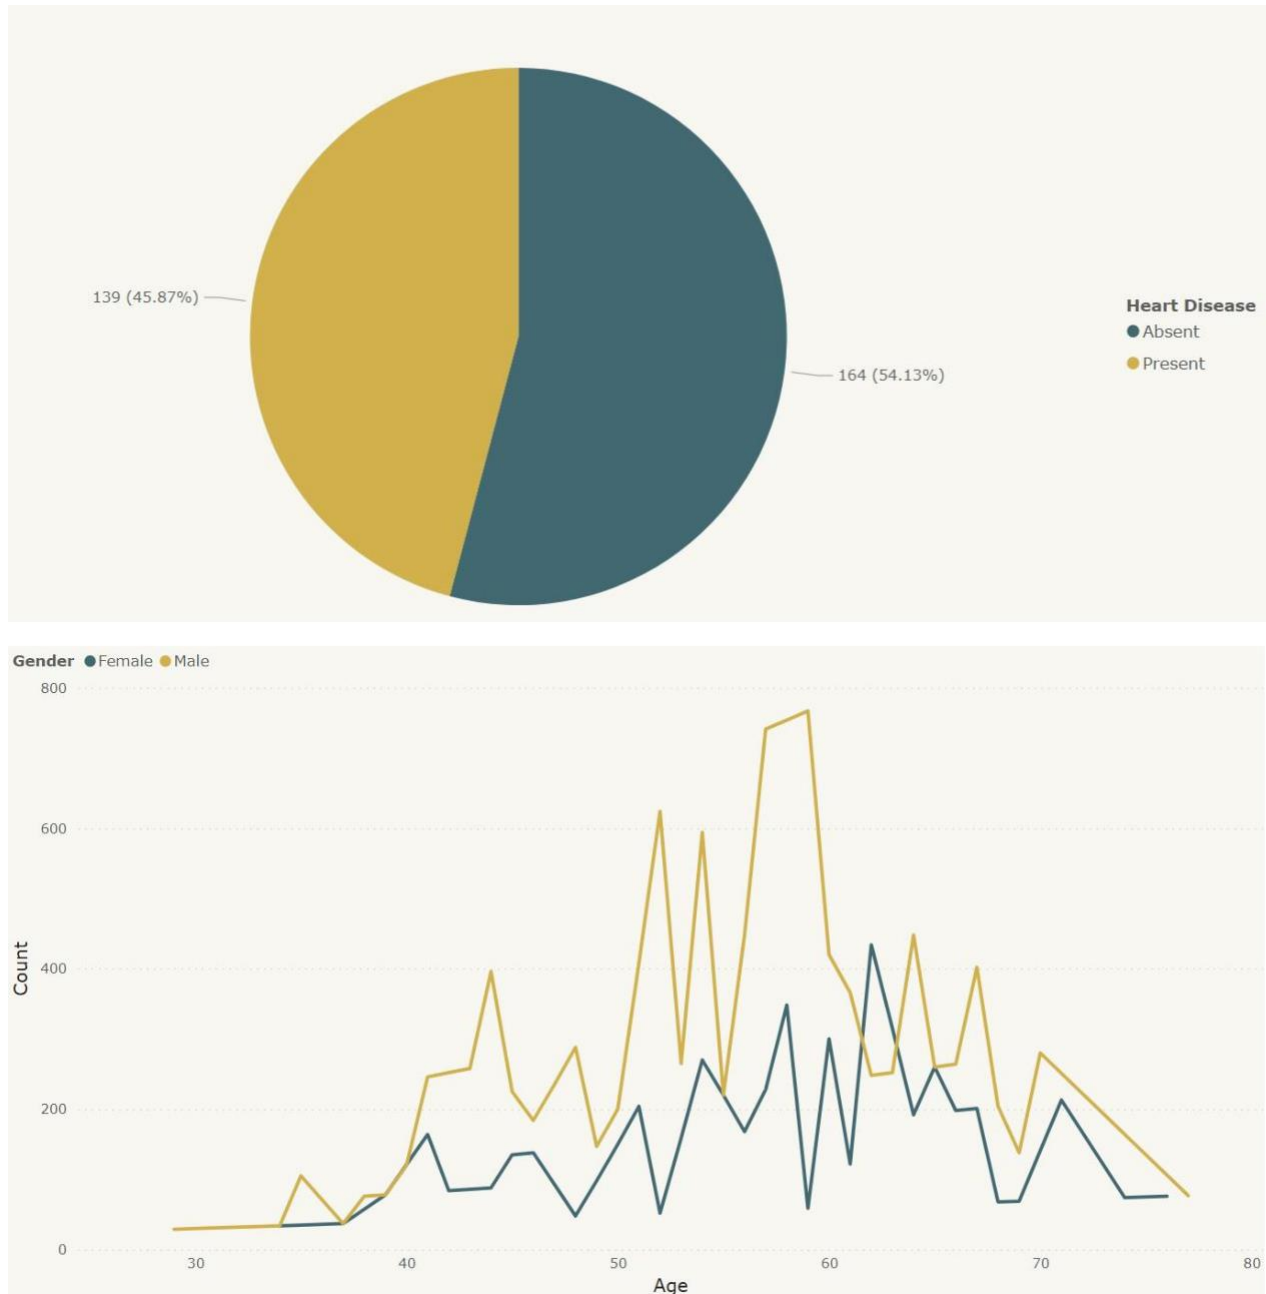 139 (45.87%)
Heart Disease
Absent
164 (54.13%)
Present
Gender Female Male
800
600
400
200
0
Count
30 40 50 60 70 80
Age